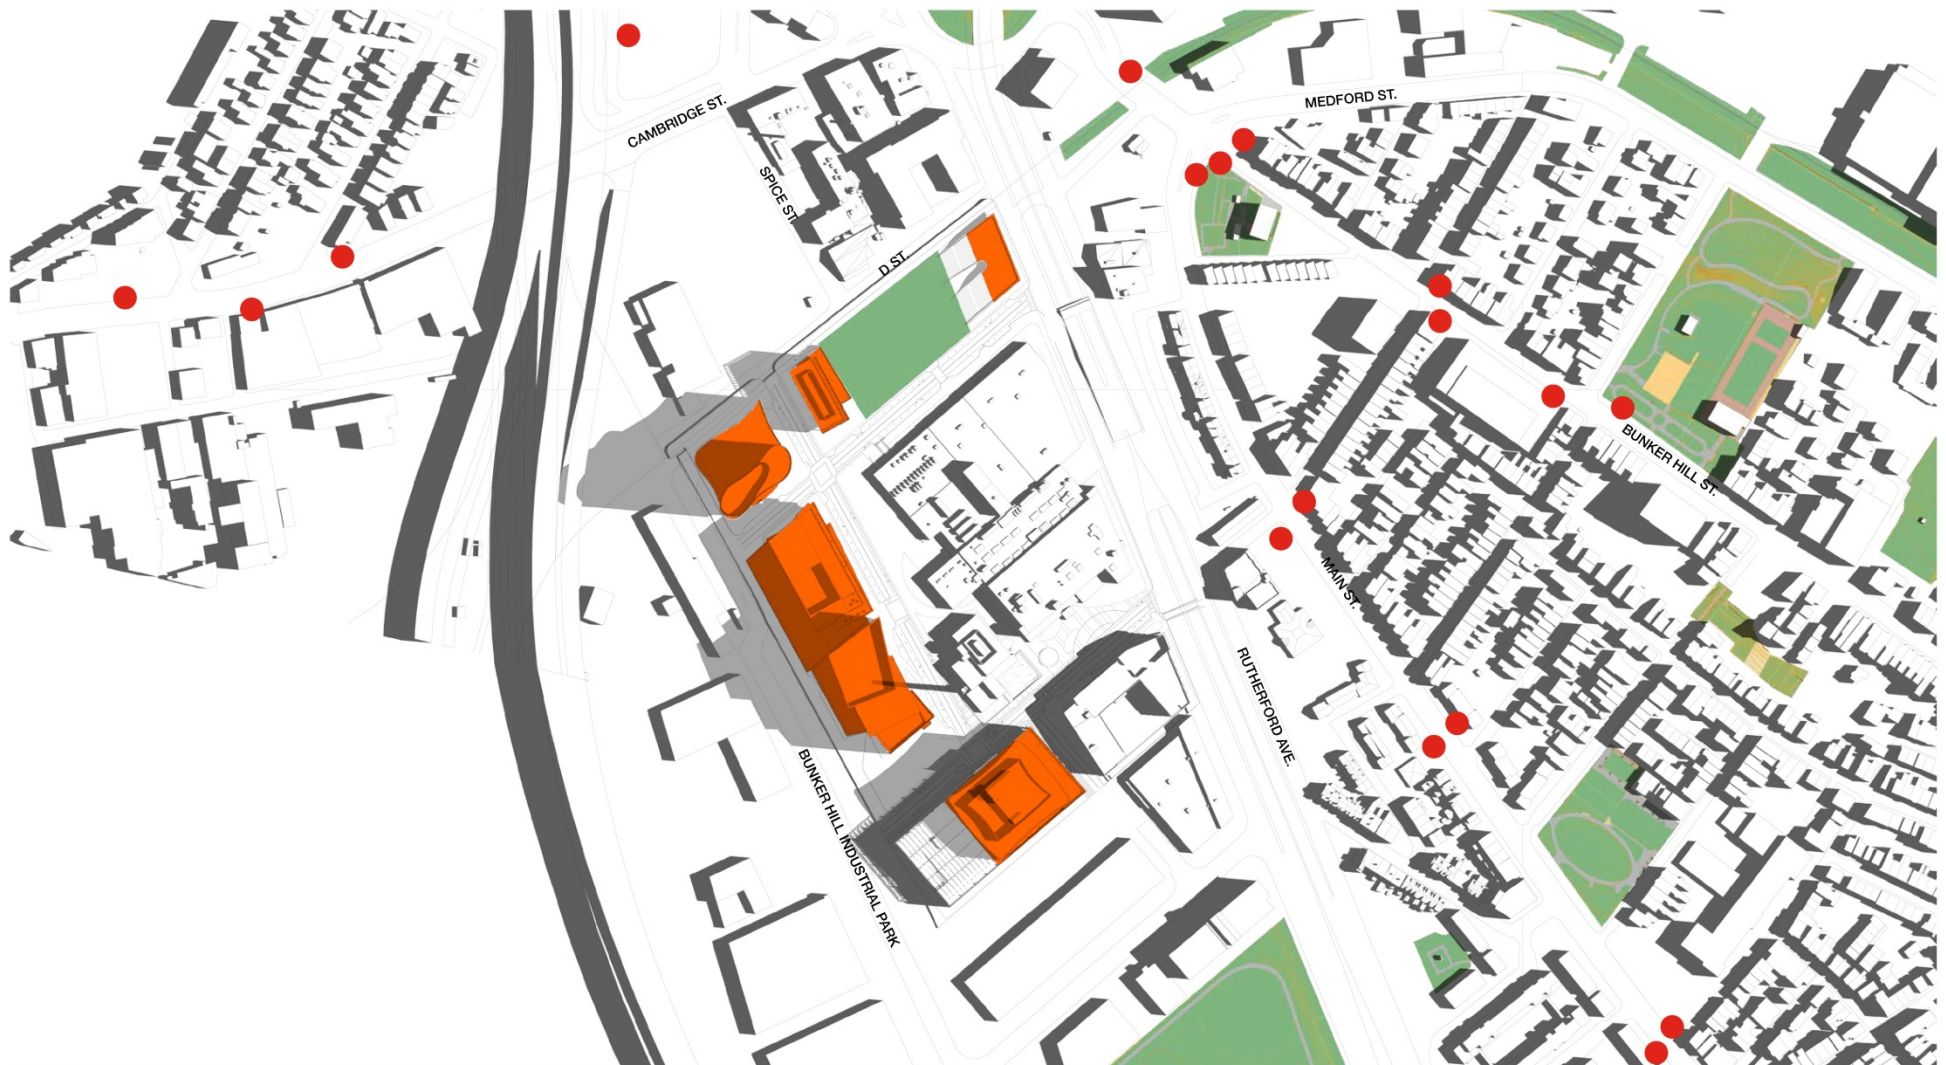 MEDFORD ST.
CAMBRIDGE ST.
SPICE ST.
D ST.
BUNKER HILL ST.
MAIN ST.
RUTHERFORD AVE.
BUNKER HILL INDUSTRIAL PARK